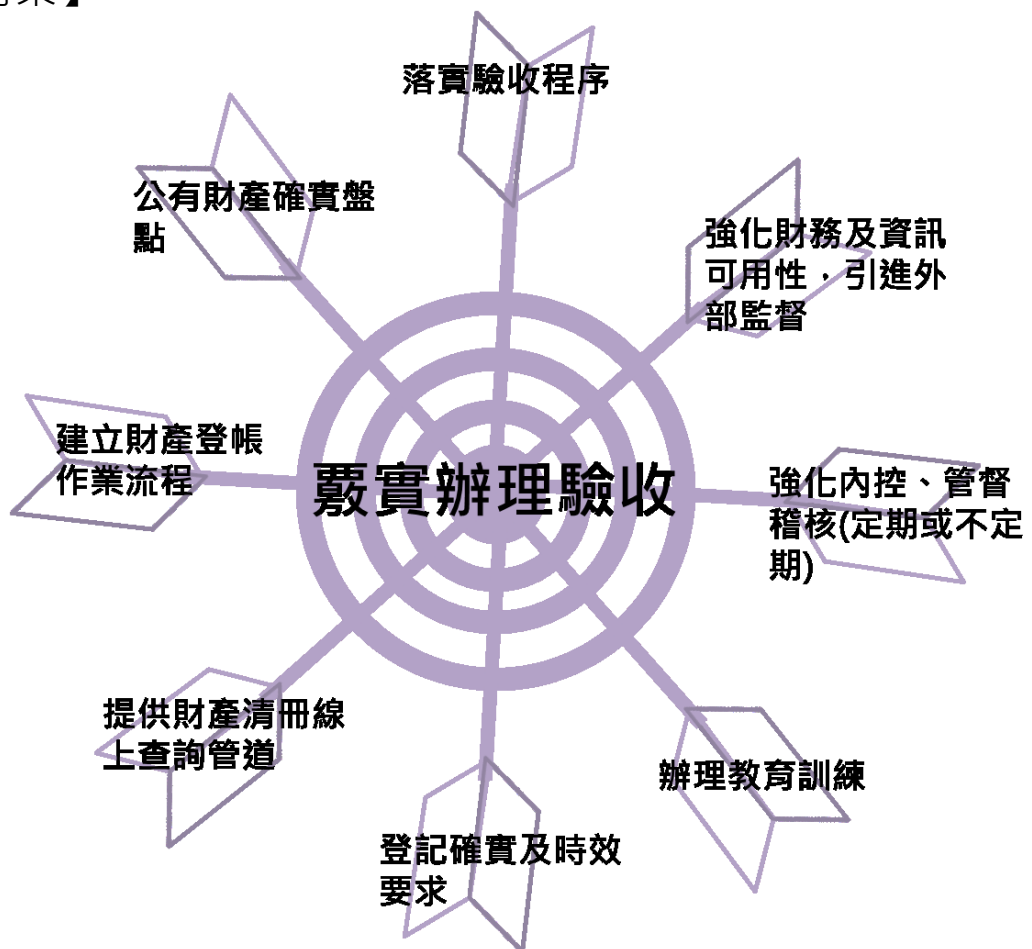 落實驗收程序
公有財產確實盤
點
強化財務及資訊
可用性，引進外
部監督
建立財產登帳
作業流程
覈實辦理驗收
強化內控、管督
稽核(定期或不定
期)
提供財產清冊線
上查詢管道
辦理教育訓練
登記確實及時效
要求